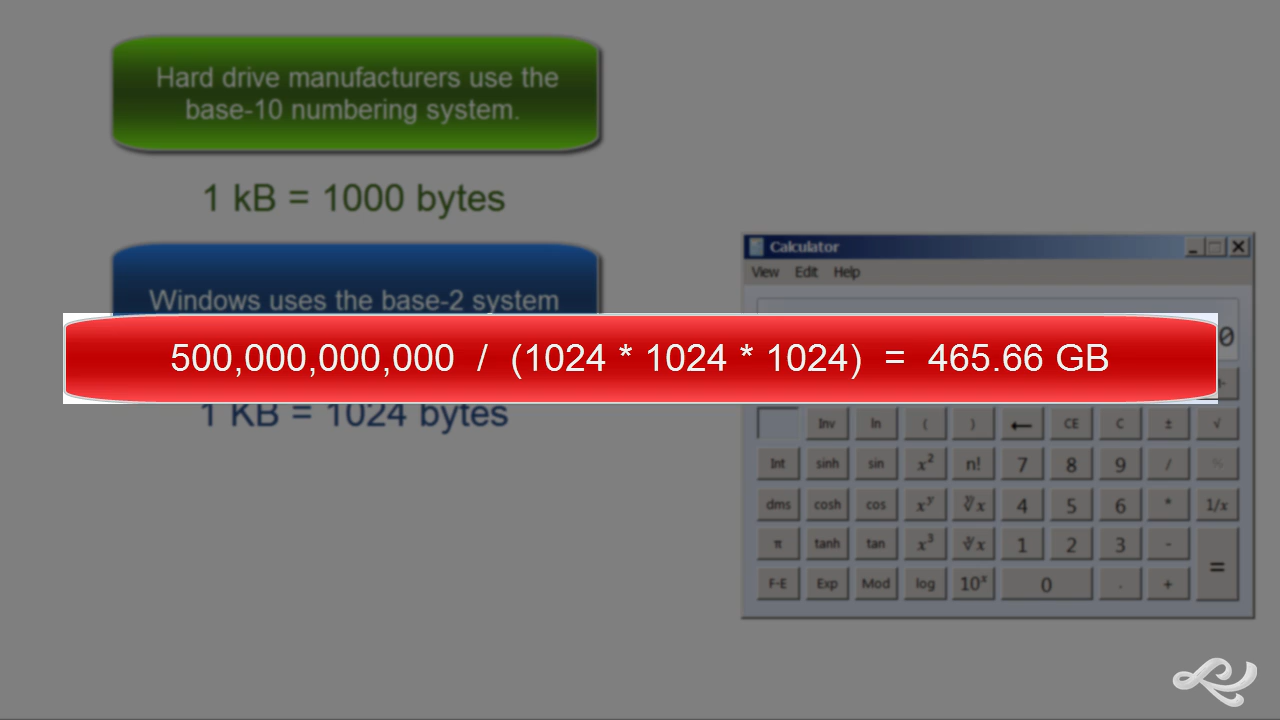 Hard drive manufacturers use the
base-10 numbering system.
1 kB = 1000 bytes
Windows uses the base-2 system
500,000,000,000 / (1024 * 1024 * 1024) = 465.66 GB
1 KB = 1024 bytes
Calculator
View Edit Help
0
Inv ln ( ) ← CE C ± √
Int sinh sin x² n! 7 8 9 / %
dms cosh cos xʸ ʸ√x 4 5 6 * 1/x
π tanh tan x³ ³√x 1 2 3 - =
F-E Exp Mod log 10ˣ 0 . +